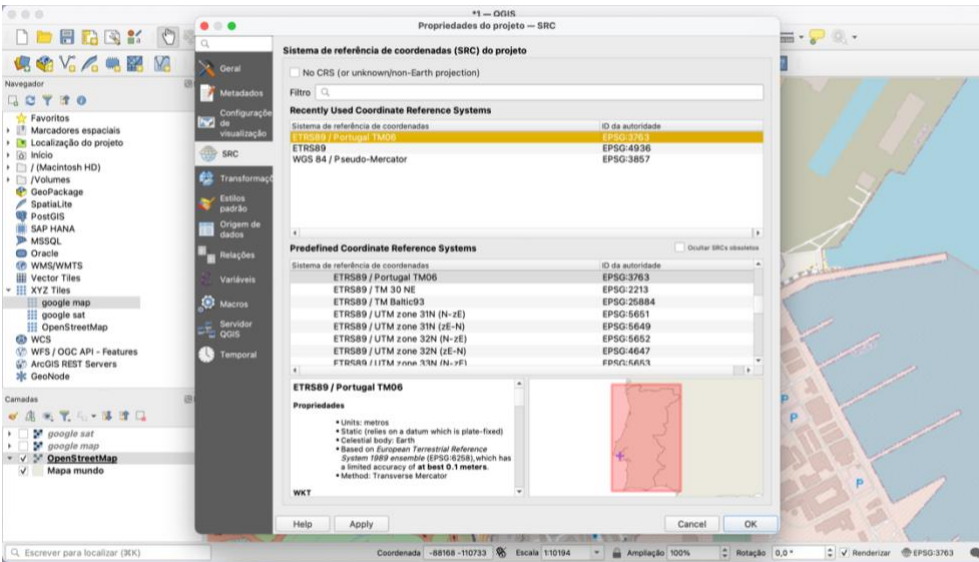 *1 — QGIS
Propriedades do projeto — SRC
Navegador
Favoritos
Marcadores espaciais
Localização do projeto
Início
/ (Macintosh HD)
/Volumes
GeoPackage
SpatiaLite
PostGIS
SAP HANA
MSSQL
Oracle
WMS/WMTS
Vector Tiles
XYZ Tiles
google map
google sat
OpenStreetMap
WCS
WFS / OGC API - Features
ArcGIS REST Servers
GeoNode
Camadas
google sat
google map
OpenStreetMap
Mapa mundo
Geral
Metadados
Configuraçõe
de
visualização
SRC
Transformaçõ
Estilos
padrão
Origem de
dados
Relações
Variáveis
Macros
Servidor
QGIS
Temporal
Sistema de referência de coordenadas (SRC) do projeto
No CRS (or unknown/non-Earth projection)
Filtro
Recently Used Coordinate Reference Systems
Sistema de referência de coordenadas ID da autoridade
ETRS89 / Portugal TM06 EPSG:3763
ETRS89 EPSG:4936
WGS 84 / Pseudo-Mercator EPSG:3857
Predefined Coordinate Reference Systems Ocultar SRCs obsoletos
Sistema de referência de coordenadas ID da autoridade
ETRS89 / Portugal TM06 EPSG:3763
ETRS89 / TM 30 NE EPSG:2213
ETRS89 / TM Baltic93 EPSG:25884
ETRS89 / UTM zone 31N (N-zE) EPSG:5651
ETRS89 / UTM zone 31N (zE-N) EPSG:5649
ETRS89 / UTM zone 32N (N-zE) EPSG:5652
ETRS89 / UTM zone 32N (zE-N) EPSG:4647
ETRS89 / UTM zone 33N (N-zE) EPSG:5653
ETRS89 / Portugal TM06
Propriedades
• Units: metros
• Static (relies on a datum which is plate-fixed)
• Celestial body: Earth
• Based on European Terrestrial Reference
System 1989 ensemble (EPSG:6258), which has
a limited accuracy of at best 0.1 meters.
• Method: Transverse Mercator
WKT
Help Apply Cancel OK
P
P
P
P
Escrever para localizar (⌘K) Coordenada -88168 -110733 Escala 1:10194 Ampliação 100% Rotação 0,0 ° Renderizar EPSG:3763